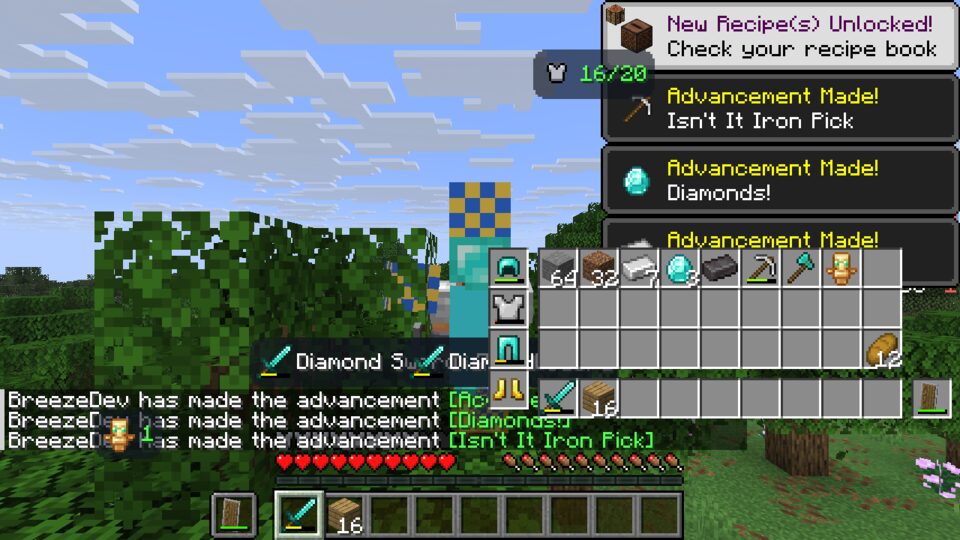 New Recipe(s) Unlocked!
Check your recipe book
16/20
Advancement Made!
Isn't It Iron Pick
Advancement Made!
Diamonds!
Advancement Made!
64
32
7
3
12
Diamond
16
BreezeDev has made the advancement
BreezeDev has made the advancement [Diamonds!]
BreezeDev has made the advancement [Isn't It Iron Pick]
1
16